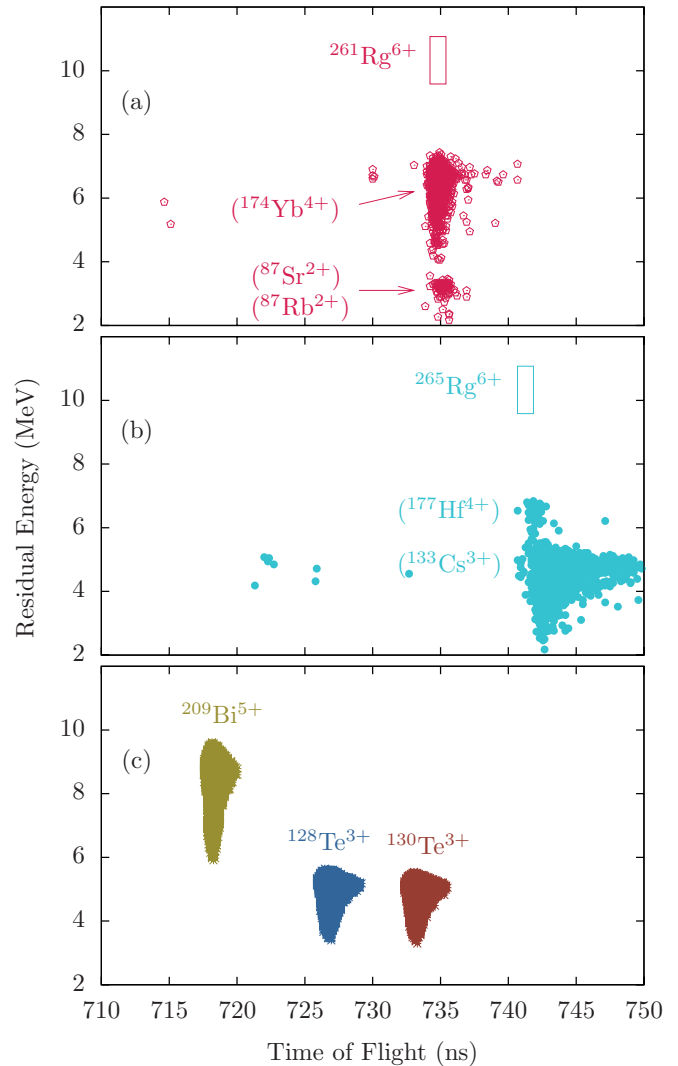 ²⁶¹Rg⁶⁺
(a)
(¹⁷⁴Yb⁴⁺)
(⁸⁷Sr²⁺)
(⁸⁷Rb²⁺)
10
8
6
4
2
²⁶⁵Rg⁶⁺
(b)
(¹⁷⁷Hf⁴⁺)
(¹³³Cs³⁺)
10
8
6
4
2
Residual Energy (MeV)
²⁰⁹Bi⁵⁺
(c)
¹²⁸Te³⁺
¹³⁰Te³⁺
10
8
6
4
2
710 715 720 725 730 735 740 745 750
Time of Flight (ns)